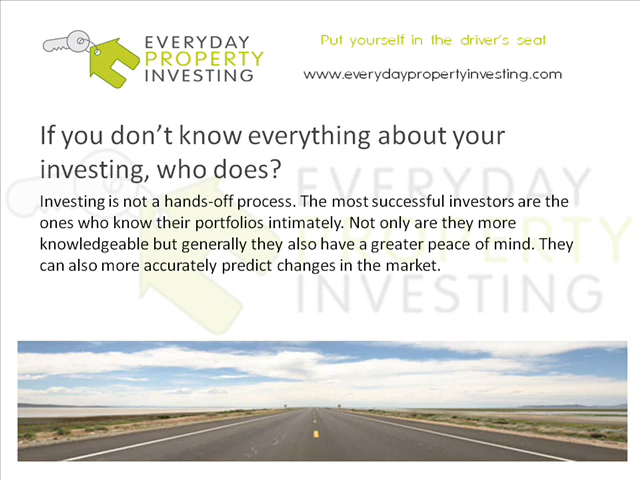 EVERYDAY
PROPERTY
INVESTING
Put yourself in the driver's seat
www.everydaypropertyinvesting.com
If you don't know everything about your
investing, who does?
Investing is not a hands-off process. The most successful investors are the
ones who know their portfolios intimately. Not only are they more
knowledgeable but generally they also have a greater peace of mind. They
can also more accurately predict changes in the market.
EVERYDAY
PROPERTY
INVESTING